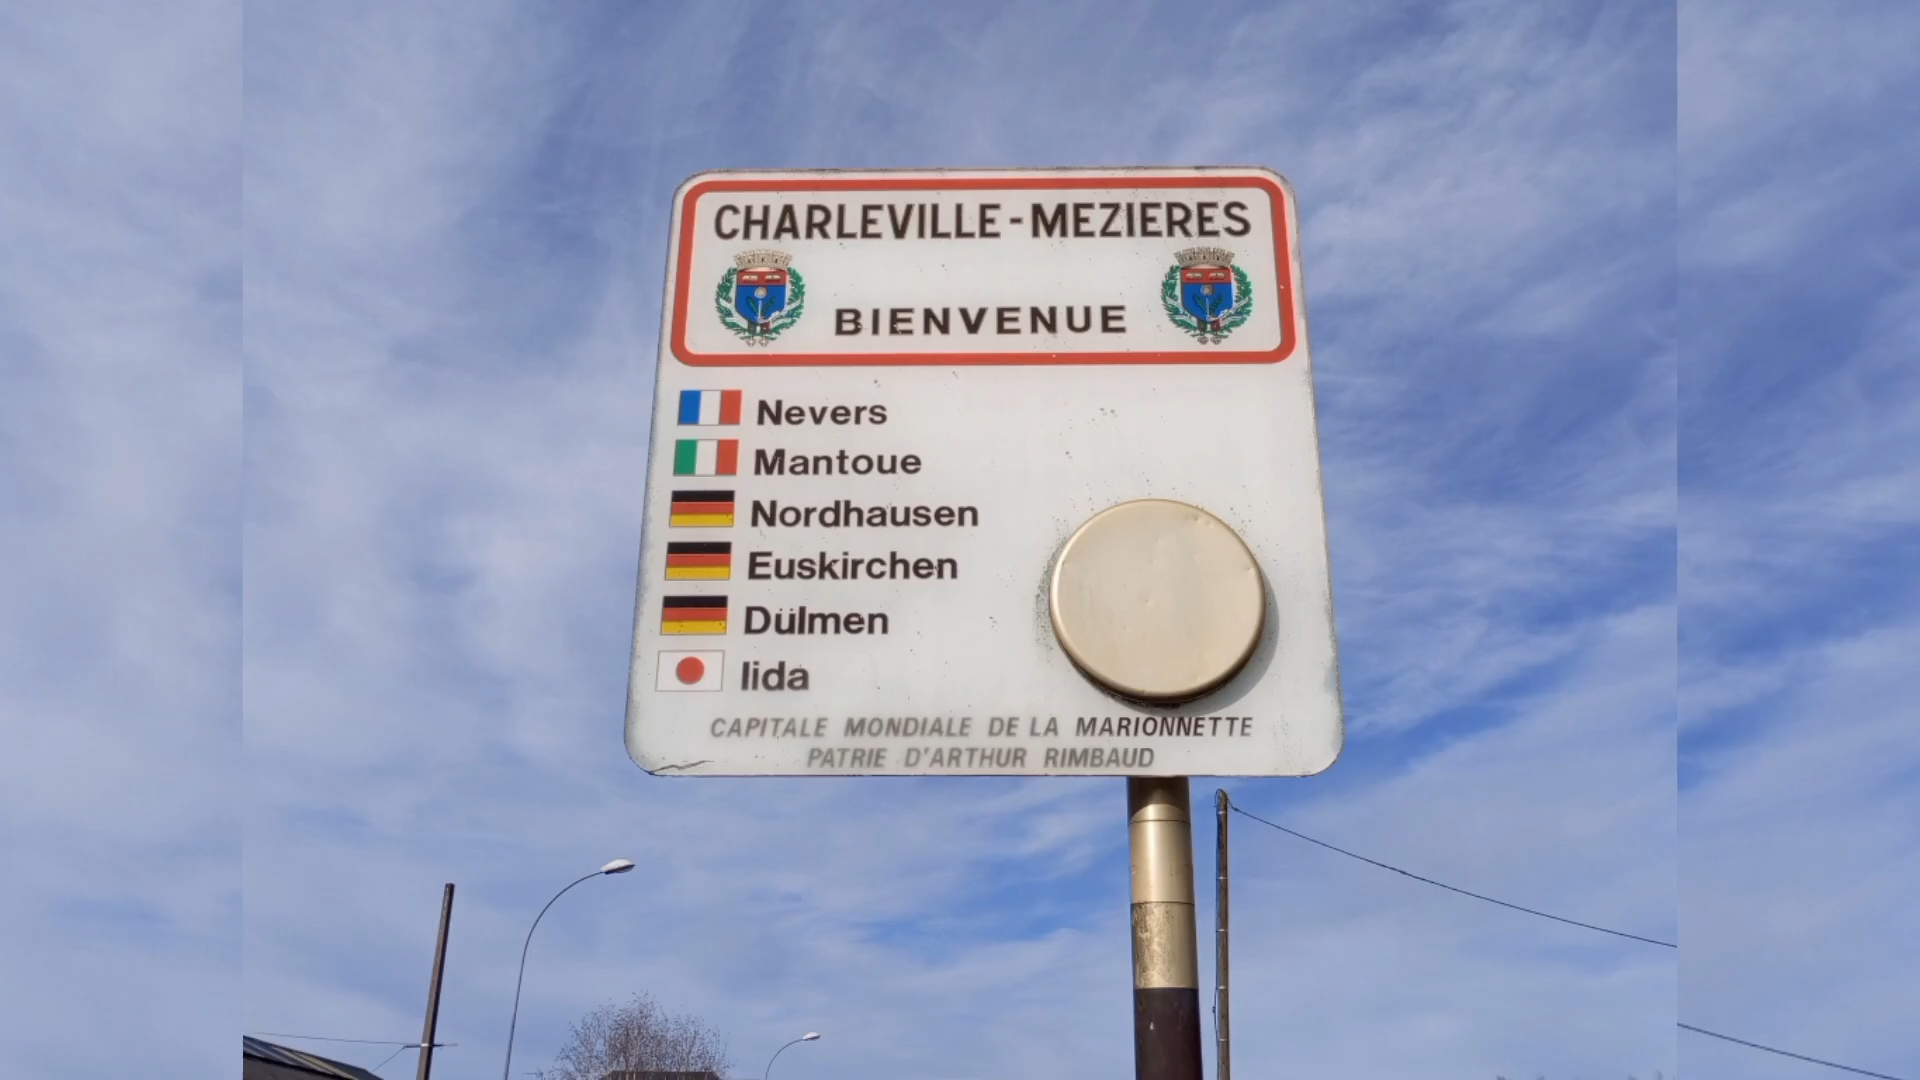 CHARLEVILLE-MEZIERES
BIENVENUE
Nevers
Mantoue
Nordhausen
Euskirchen
Dülmen
Iida
CAPITALE MONDIALE DE LA MARIONNETTE
PATRIE D'ARTHUR RIMBAUD